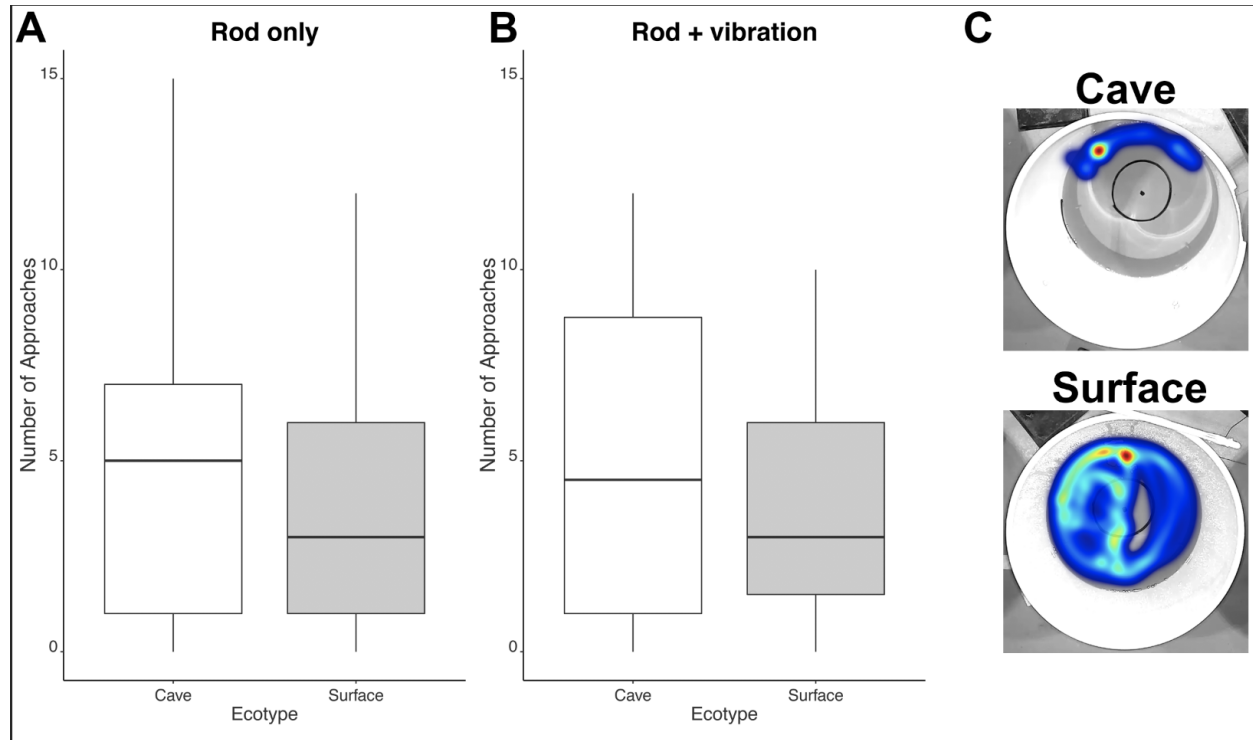 A
Rod only
15
10
5
0
Number of Approaches
Cave
Surface
Ecotype
B
Rod + vibration
15
10
5
0
Number of Approaches
Cave
Surface
Ecotype
C
Cave
Surface